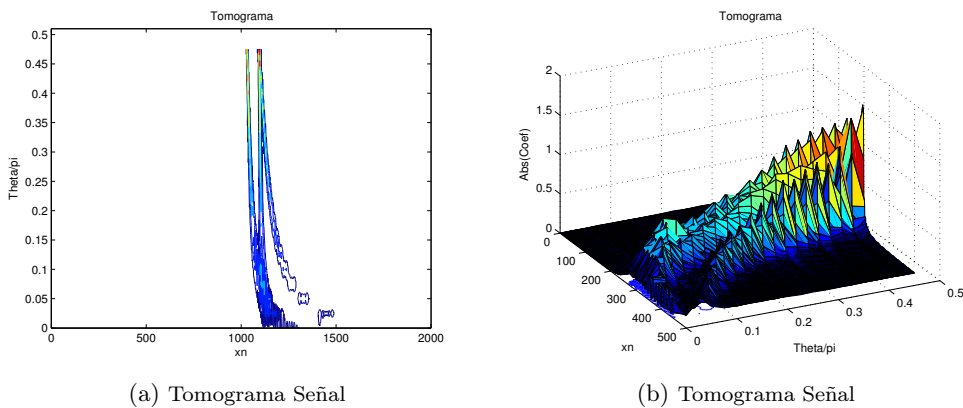 Tomograma
Theta/pi
0.5
0.45
0.4
0.35
0.3
0.25
0.2
0.15
0.1
0.05
0
0 500 1000 1500 2000
xn
(a) Tomograma Señal
Tomograma
Abs(Coef)
2
1.5
1
0.5
0
0
100
200
300
400
500
xn
0
0.1
0.2
0.3
0.4
0.5
Theta/pi
(b) Tomograma Señal